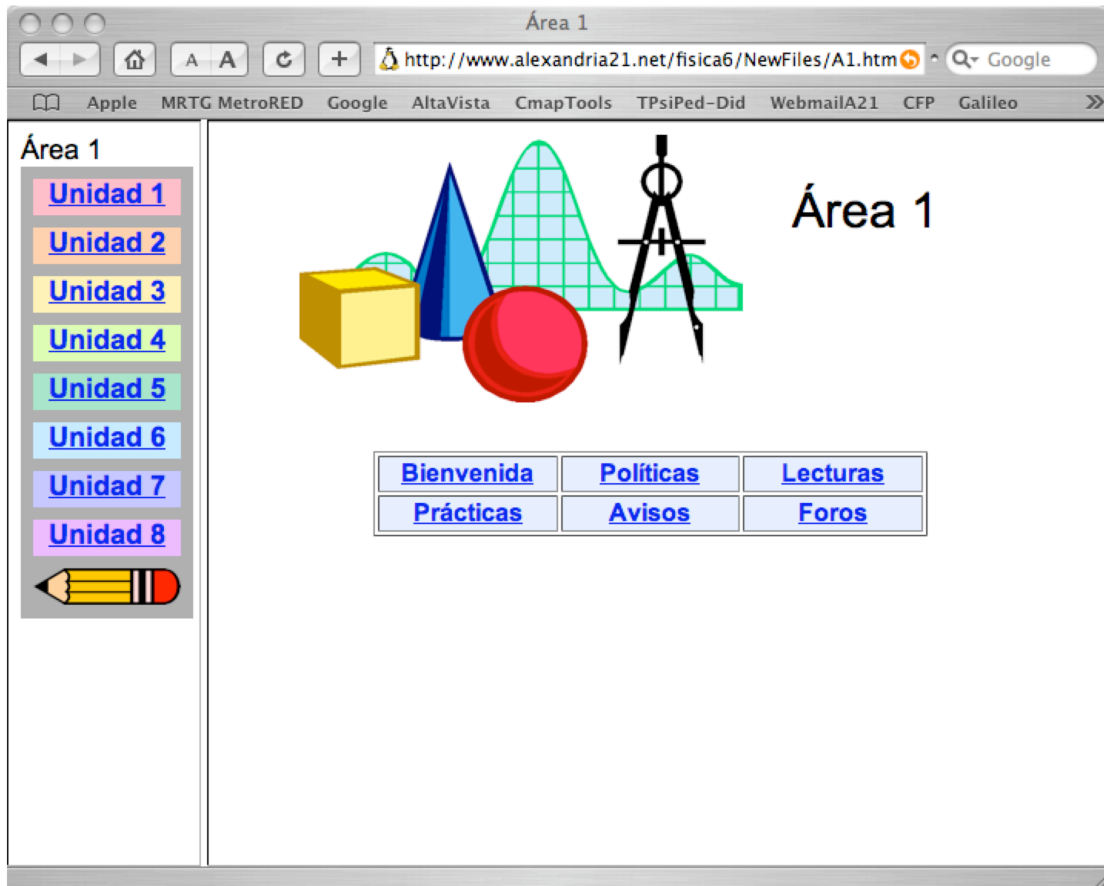 Área 1
A A + http://www.alexandria21.net/fisica6/NewFiles/A1.htm Google
Apple MRTG MetroRED Google AltaVista CmapTools TPsiPed-Did WebmailA21 CFP Galileo »
Área 1
Unidad 1
Unidad 2
Unidad 3
Unidad 4
Unidad 5
Unidad 6
Unidad 7
Unidad 8
Área 1
Bienvenida Políticas Lecturas
Prácticas Avisos Foros